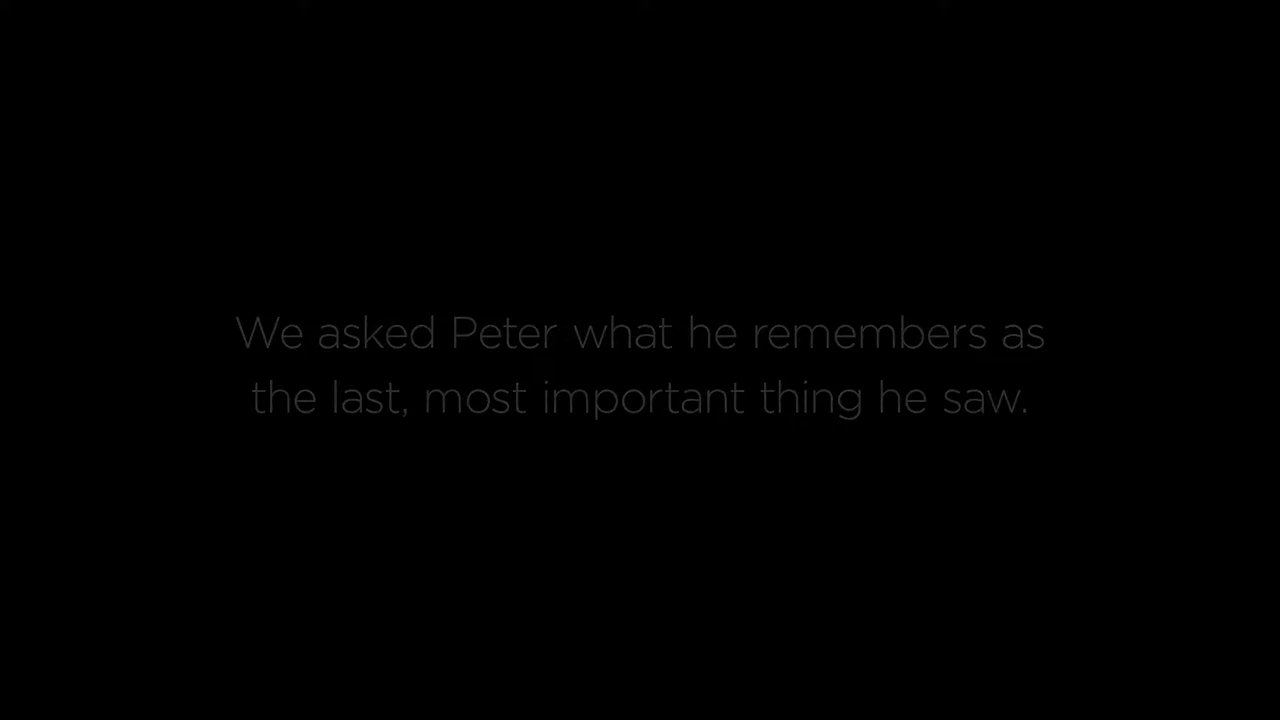 We asked Peter what he remembers as
the last, most important thing he saw.